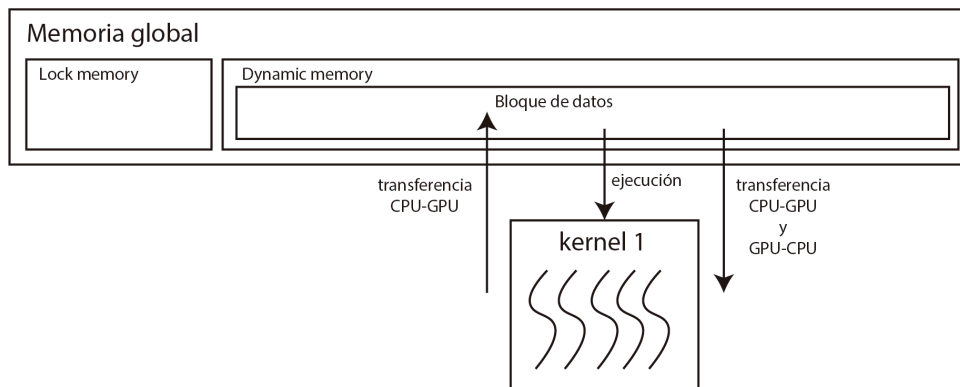 Memoria global
Lock memory
Dynamic memory
Bloque de datos
transferencia
CPU-GPU
ejecución
transferencia
CPU-GPU
y
GPU-CPU
kernel 1